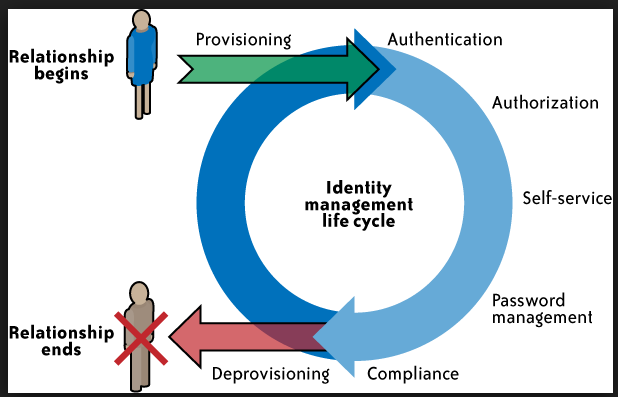 Relationship
begins
Provisioning
Authentication
Authorization
Self-service
Identity
management
life cycle
Password
management
Relationship
ends
Deprovisioning
Compliance